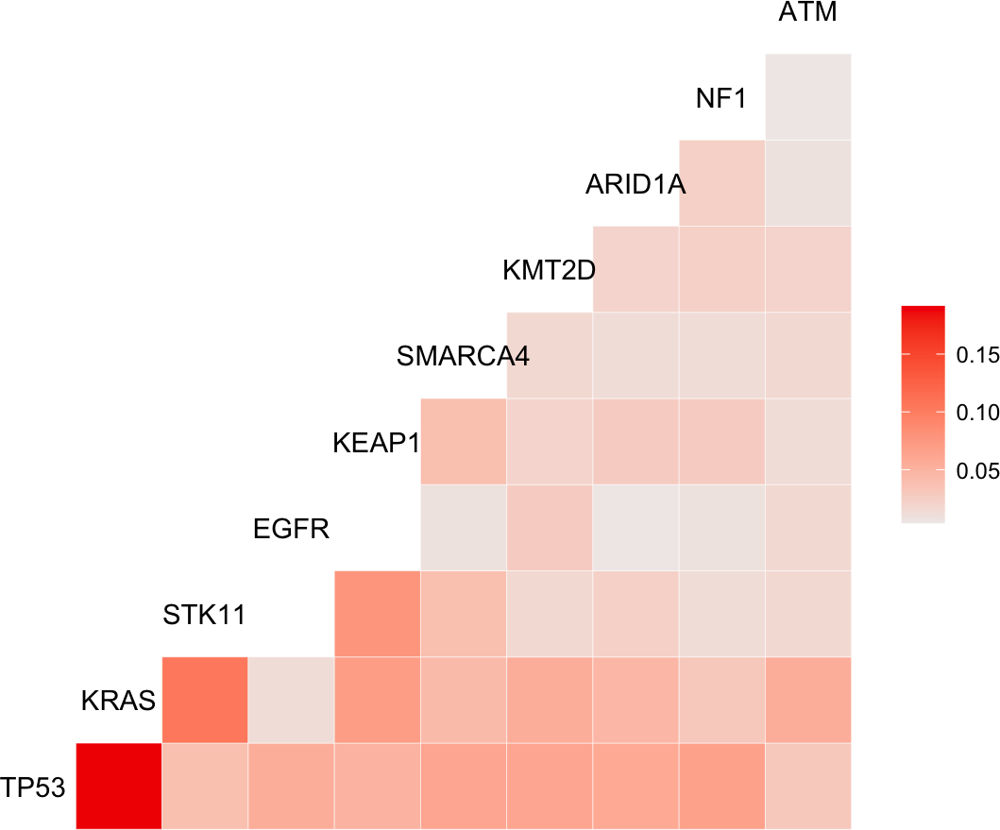 ATM
NF1
ARID1A
KMT2D
SMARCA4
KEAP1
EGFR
STK11
KRAS
TP53
0.15
0.10
0.05